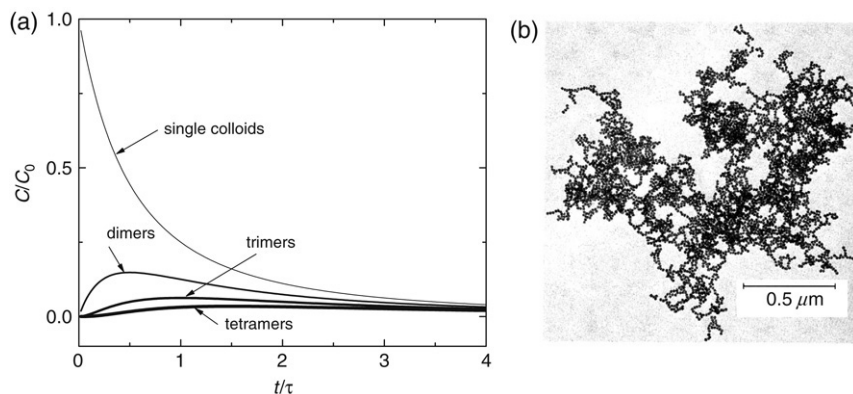 (a)
1.0
0.5
0.0
C/C₀
single colloids
dimers
trimers
tetramers
0 1 2 3 4
t/τ
(b)
0.5 μm